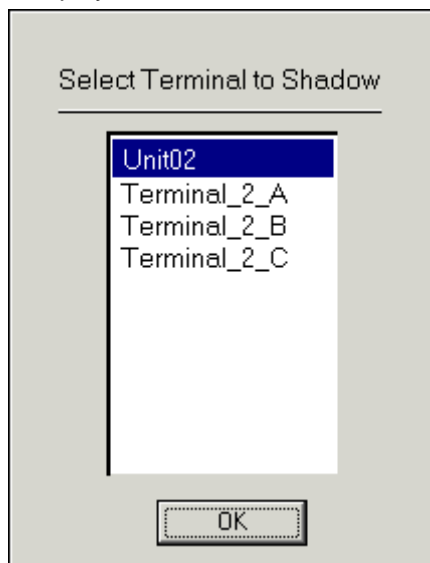 Select Terminal to Shadow
Unit02
Terminal_2_A
Terminal_2_B
Terminal_2_C
OK